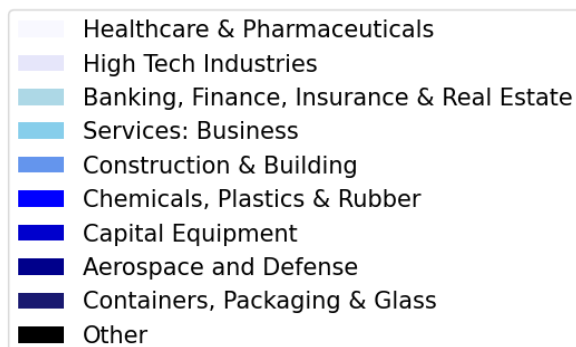 Healthcare & Pharmaceuticals
High Tech Industries
Banking, Finance, Insurance & Real Estate
Services: Business
Construction & Building
Chemicals, Plastics & Rubber
Capital Equipment
Aerospace and Defense
Containers, Packaging & Glass
Other